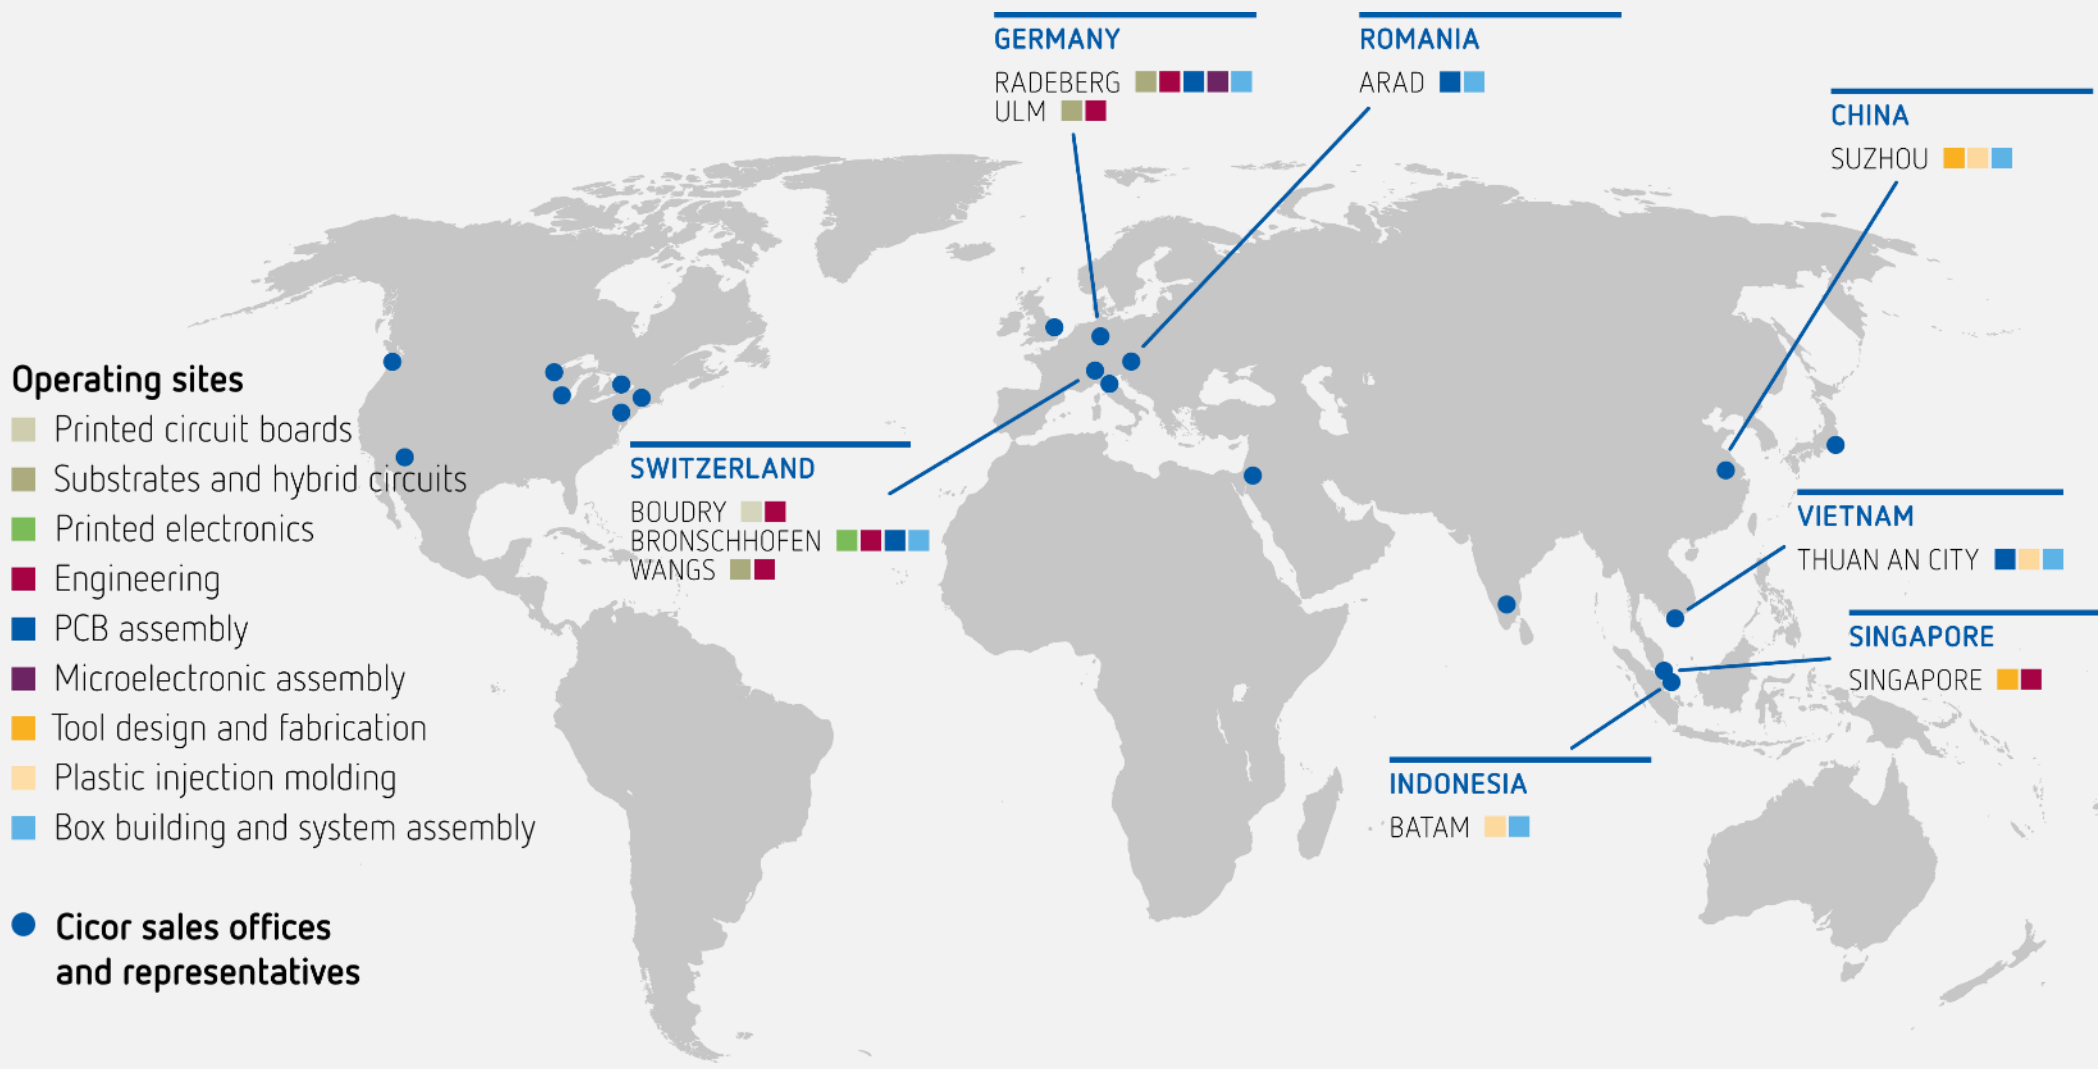 GERMANY
RADEBERG
ULM
ROMANIA
ARAD
CHINA
SUZHOU
Operating sites
Printed circuit boards
Substrates and hybrid circuits
Printed electronics
Engineering
PCB assembly
Microelectronic assembly
Tool design and fabrication
Plastic injection molding
Box building and system assembly
Cicor sales offices
and representatives
SWITZERLAND
BOUDRY
BRONSCHHOFEN
WANGS
VIETNAM
THUAN AN CITY
SINGAPORE
SINGAPORE
INDONESIA
BATAM